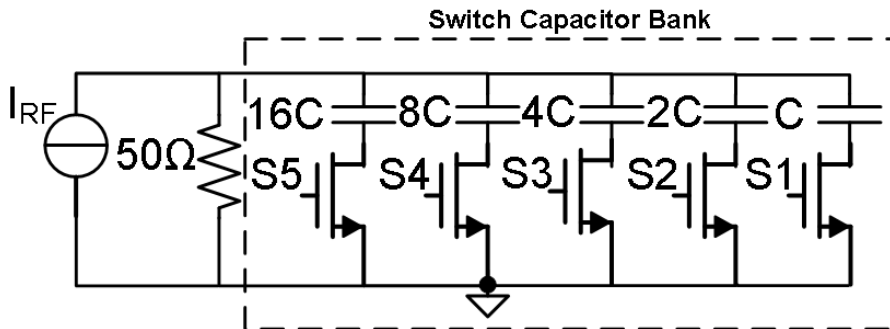 Switch Capacitor Bank
I_RF
50Ω
16C
8C
4C
2C
C
S5
S4
S3
S2
S1